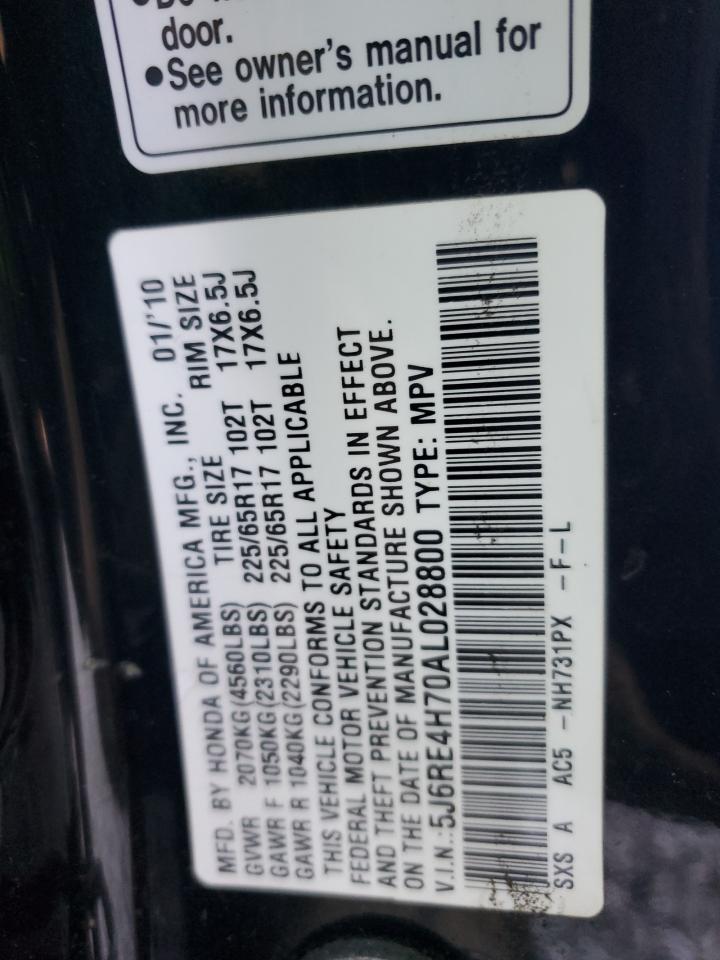 door.
●See owner's manual for
more information.
MFD. BY HONDA OF AMERICA MFG., INC. 01/'10
TIRE SIZE RIM SIZE
GVWR 2070KG(4560LBS)
GAWR F 1050KG(2310LBS) 225/65R17 102T 17X6.5J
GAWR R 1040KG(2290LBS) 225/65R17 102T 17X6.5J
THIS VEHICLE CONFORMS TO ALL APPLICABLE
FEDERAL MOTOR VEHICLE SAFETY
AND THEFT PREVENTION STANDARDS IN EFFECT
ON THE DATE OF MANUFACTURE SHOWN ABOVE.
V.I.N.:5J6RE4H70AL028800 TYPE: MPV
SXS A AC5 -NH731PX -F-L